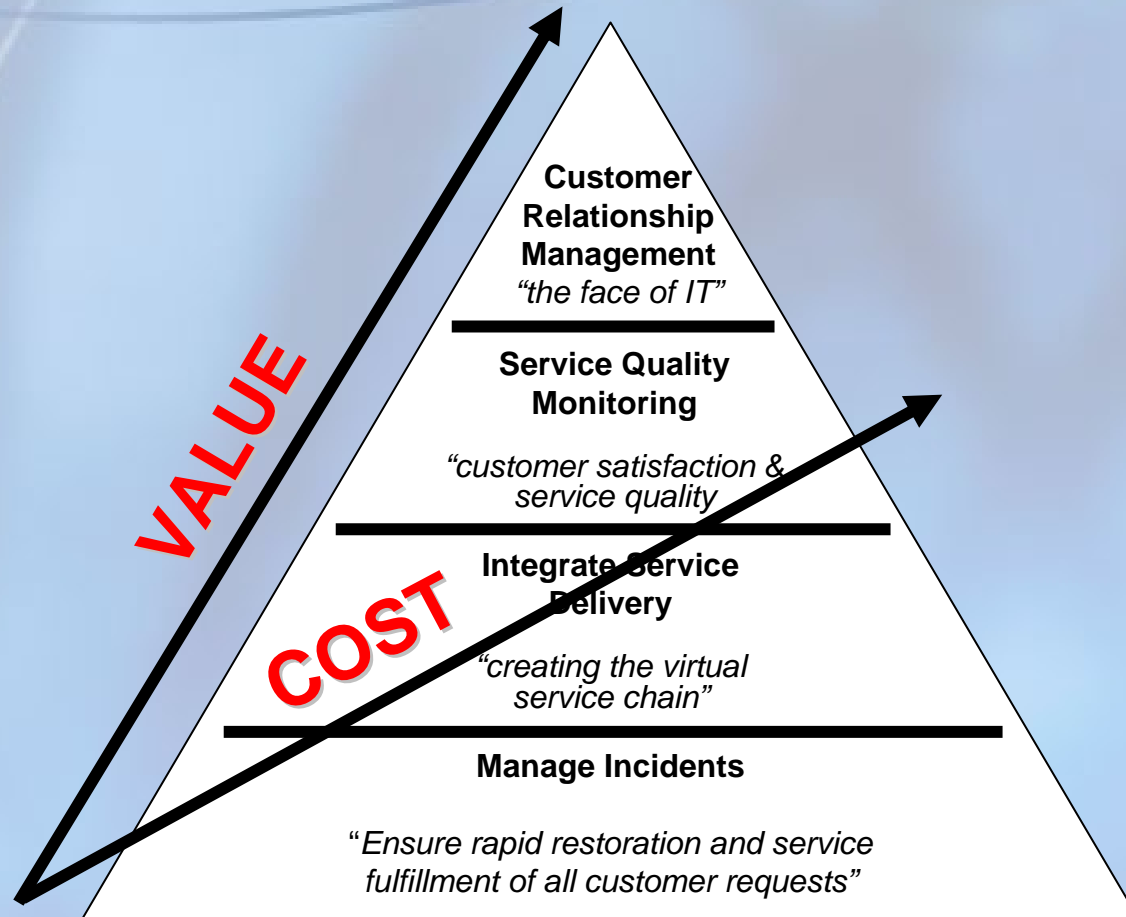 Customer
Relationship
Management
“the face of IT”
Service Quality
Monitoring
“customer satisfaction &
service quality
VALUE
COST
Integrate Service
Delivery
“creating the virtual
service chain”
Manage Incidents
“Ensure rapid restoration and service
fulfillment of all customer requests”